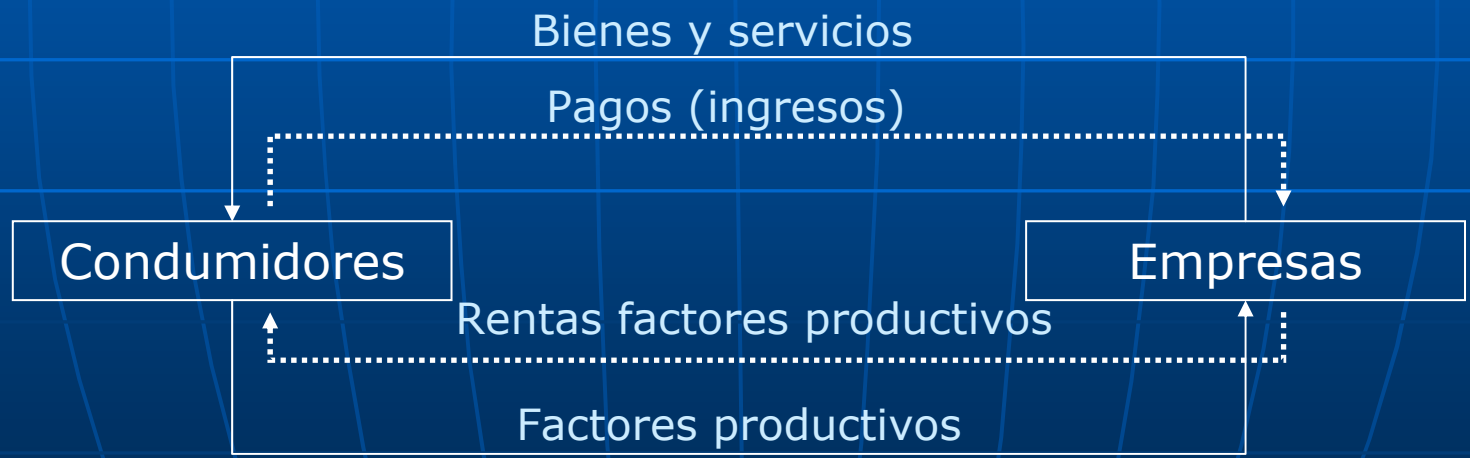 Bienes y servicios
Pagos (ingresos)
Condumidores
Empresas
Rentas factores productivos
Factores productivos